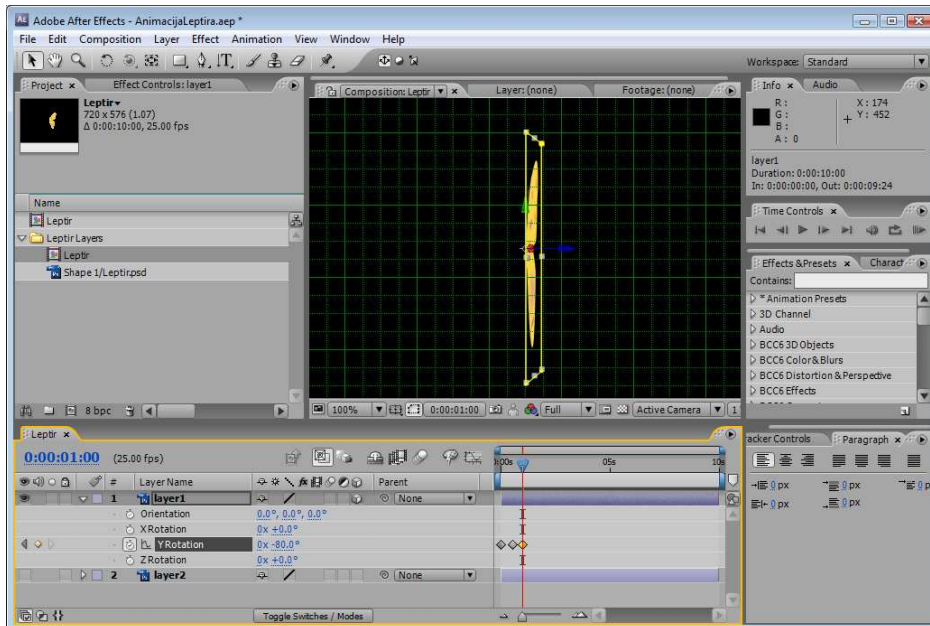 Adobe After Effects - AnimacijaLeptira.aep *
File Edit Composition Layer Effect Animation View Window Help
Workspace: Standard
Project × Effect Controls: layer1
Leptir
720 x 576 (1.07)
Δ 0:00:10:00, 25.00 fps
Name
Leptir
Leptir Layers
Leptir
Shape 1/Leptir.psd
8 bpc
Composition: Leptir × Layer: (none) Footage: (none)
100% 0:00:01:00 Full Active Camera 1
Info × Audio
R : X : 174
G : Y : 452
B :
A : 0
layer1
Duration: 0:00:10:00
In: 0:00:00:00, Out: 0:00:09:24
Time Controls ×
Effects & Presets × Charact
Contains:
* Animation Presets
3D Channel
Audio
BCC6 3D Objects
BCC6 Color & Blurs
BCC6 Distortion & Perspective
BCC6 Effects
Leptir ×
0:00:01:00 (25.00 fps)
:00s 05s 10s
# Layer Name Parent
1 layer1 None
Orientation 0.0°, 0.0°, 0.0°
X Rotation 0x +0.0°
Y Rotation 0x -80.0°
Z Rotation 0x +0.0°
2 layer2 None
Toggle Switches / Modes
racker Controls Paragraph ×
0 px 0 px 0 p
0 px 0 px